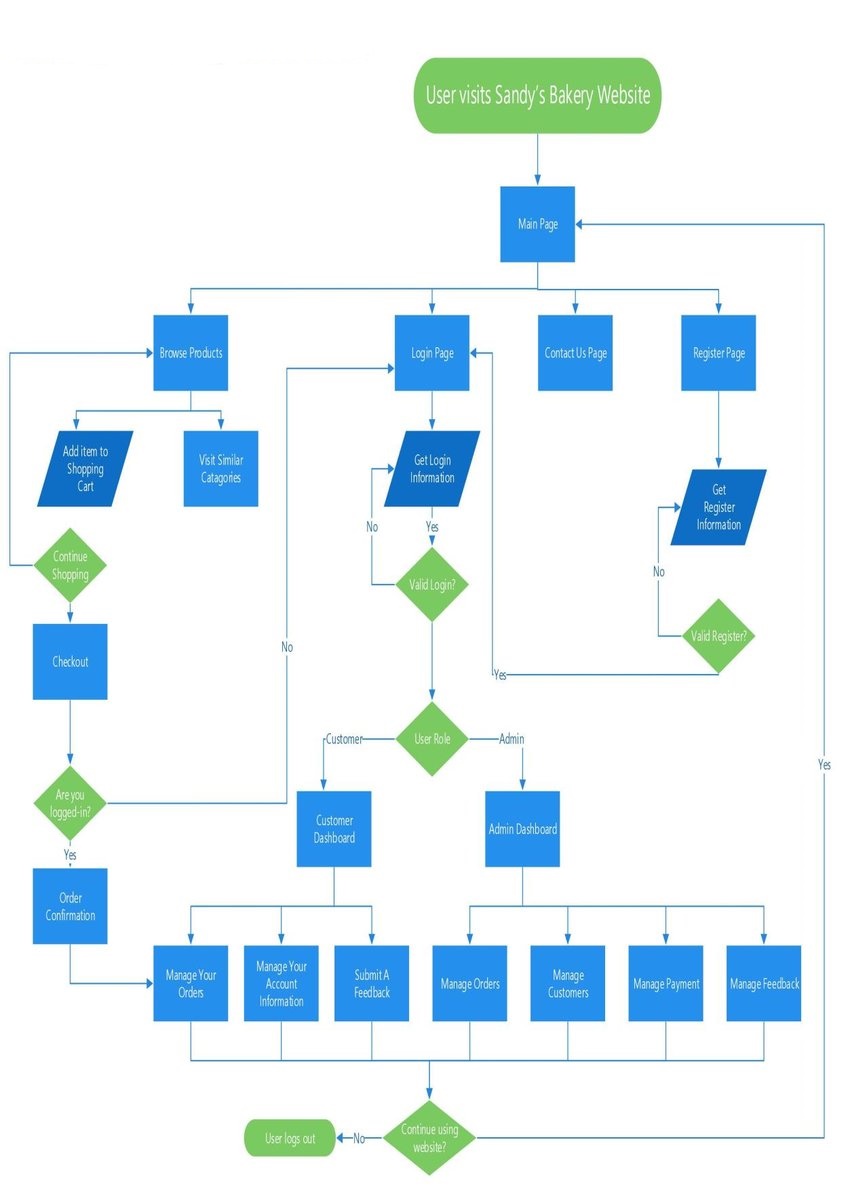 User visits Sandy's Bakery Website
Main Page
Browse Products
Login Page
Contact Us Page
Register Page
Add item to
Shopping
Cart
Visit Similar
Catagories
Get Login
Information
Get
Register
Information
No
Yes
Continue
Shopping
Valid Login?
No
Valid Register?
Checkout
No
Yes
User Role
Customer
Admin
Yes
Are you
logged-in?
Customer
Dashboard
Admin Dashboard
Yes
Order
Confirmation
Manage Your
Orders
Manage Your
Account
Information
Submit A
Feedback
Manage Orders
Manage
Customers
Manage Payment
Manage Feedback
User logs out
No
Continue using
website?